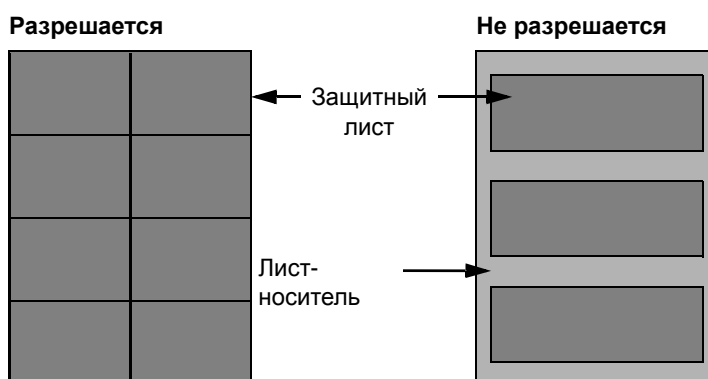 Разрешается
Не разрешается
Защитный
лист
Лист-
носитель